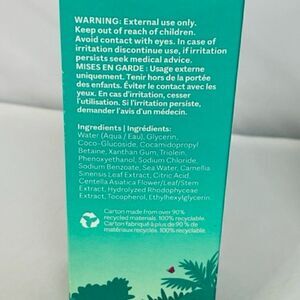 WARNING: External use only.
Keep out of reach of children.
Avoid contact with eyes. In case of
irritation discontinue use, if irritation
persists seek medical advice.
MISES EN GARDE : Usage externe
uniquement. Tenir hors de la portée
des enfants. Éviter le contact avec les
yeux. En cas d'irritation, cesser
l'utilisation. Si l'irritation persiste,
demander l'avis d'un médecin.
Ingredients | Ingrédients:
Water (Aqua / Eau), Glycerin,
Coco-Glucoside, Cocamidopropyl
Betaine, Xanthan Gum, Triolein,
Phenoxyethanol, Sodium Chloride,
Sodium Benzoate, Sea Water, Camellia
Sinensis Leaf Extract, Citric Acid,
Centella Asiatica Flower/Leaf/Stem
Extract, Hydrolyzed Rhodophyceae
Extract, Tocopherol, Ethylhexylglycerin.
Carton made from over 90%
recycled materials. 100% recyclable.
Carton fabriqué à plus de 90 % de
matériaux recyclés. 100% recyclable.